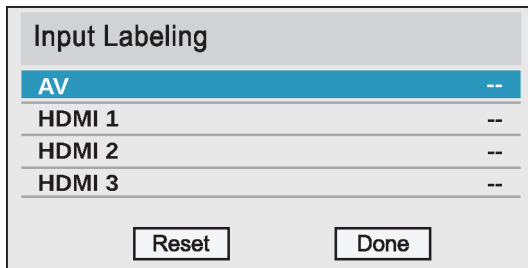 Input Labeling
AV --
HDMI 1 --
HDMI 2 --
HDMI 3 --
Reset Done